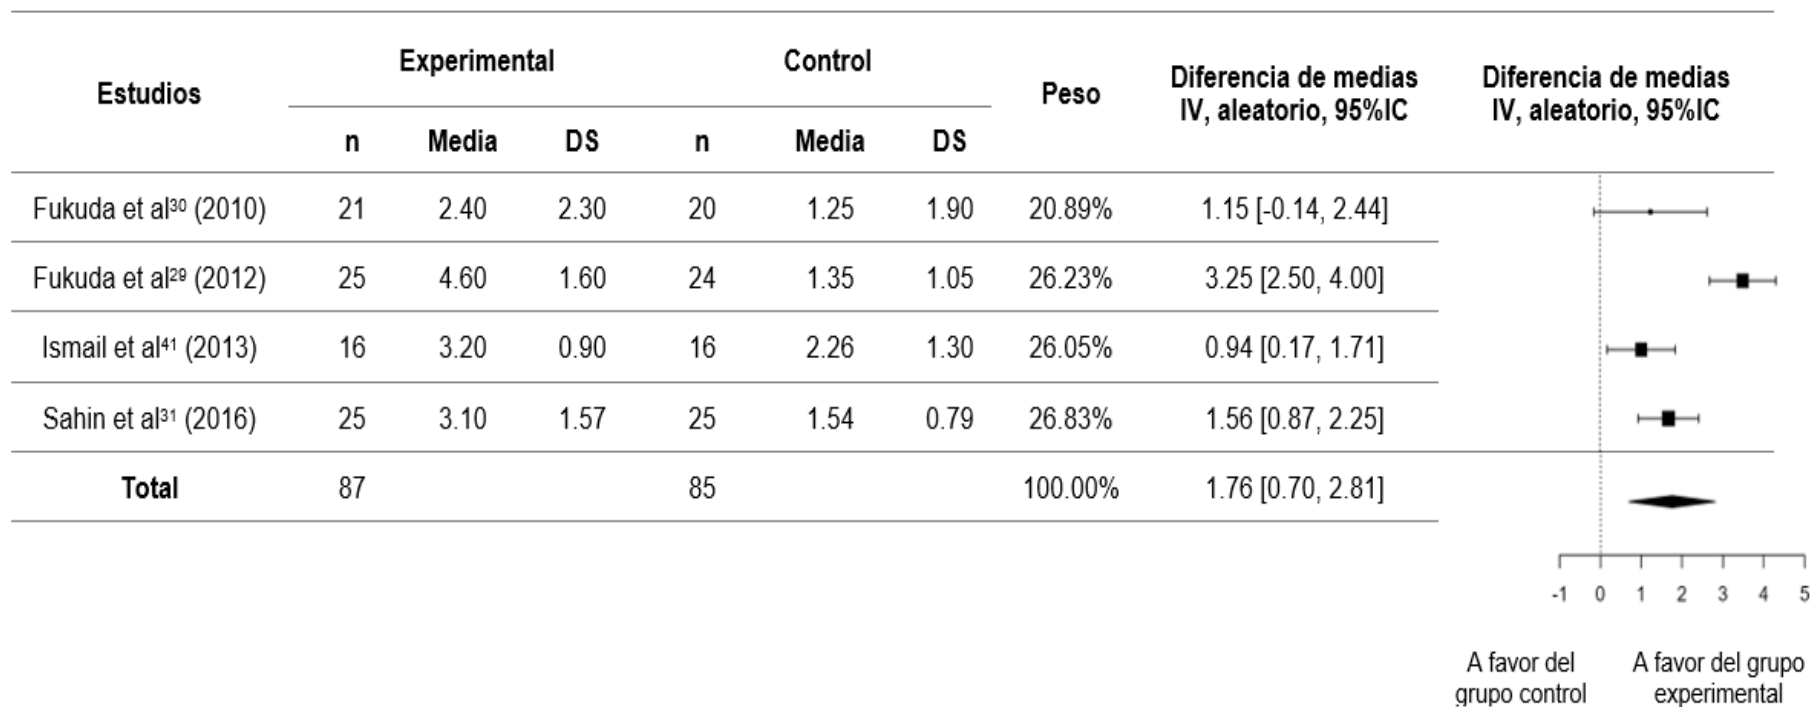 Estudios Experimental Control Peso Diferencia de medias IV, aleatorio, 95%IC Diferencia de medias IV, aleatorio, 95%IC
n Media DS n Media DS
Fukuda et al³⁰ (2010) 21 2.40 2.30 20 1.25 1.90 20.89% 1.15 [-0.14, 2.44]
Fukuda et al²⁹ (2012) 25 4.60 1.60 24 1.35 1.05 26.23% 3.25 [2.50, 4.00]
Ismail et al⁴¹ (2013) 16 3.20 0.90 16 2.26 1.30 26.05% 0.94 [0.17, 1.71]
Sahin et al³¹ (2016) 25 3.10 1.57 25 1.54 0.79 26.83% 1.56 [0.87, 2.25]
Total 87 85 100.00% 1.76 [0.70, 2.81]
-1 0 1 2 3 4 5
A favor del
grupo control
A favor del grupo
experimental